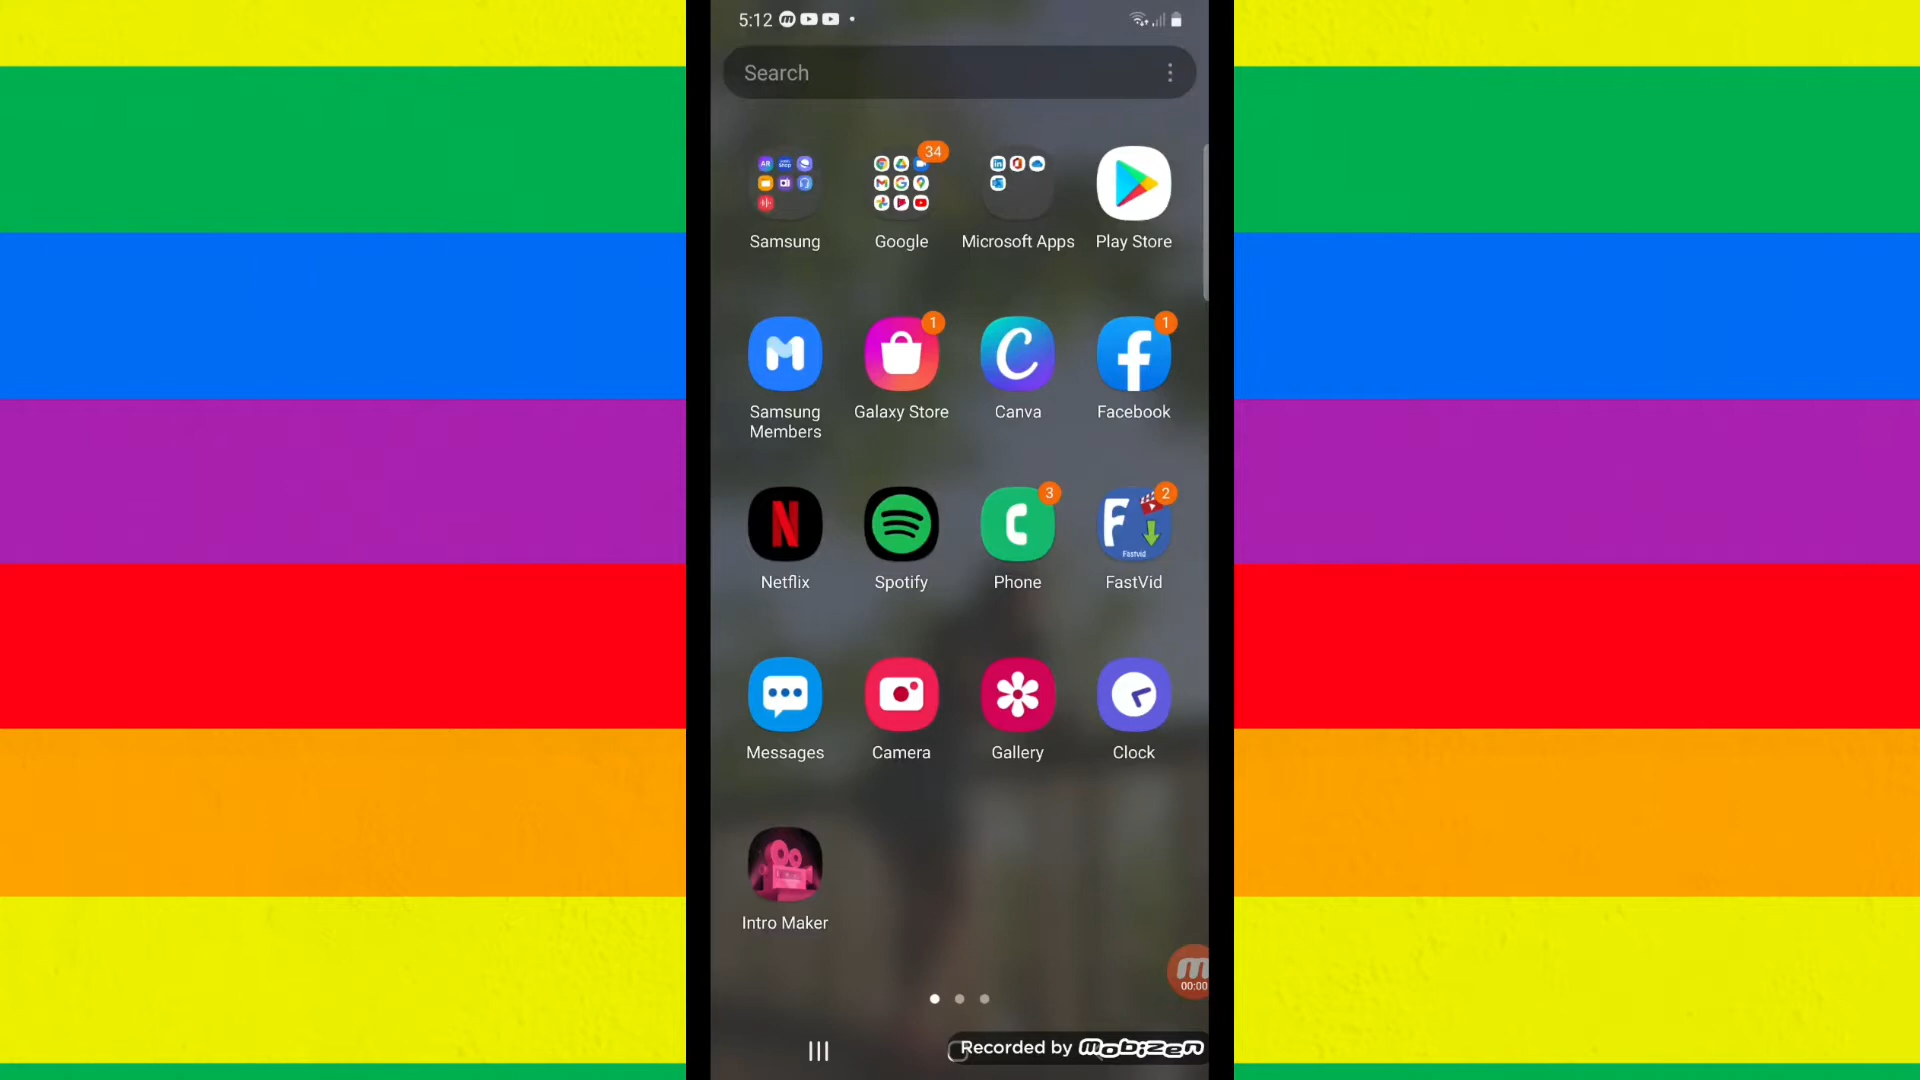 5:12
Search
34
Samsung
Google
Microsoft Apps
Play Store
1
1
Samsung
Members
Galaxy Store
Canva
Facebook
3
2
Fastvid
Netflix
Spotify
Phone
FastVid
Messages
Camera
Gallery
Clock
Intro Maker
00:00
Recorded by mobizen